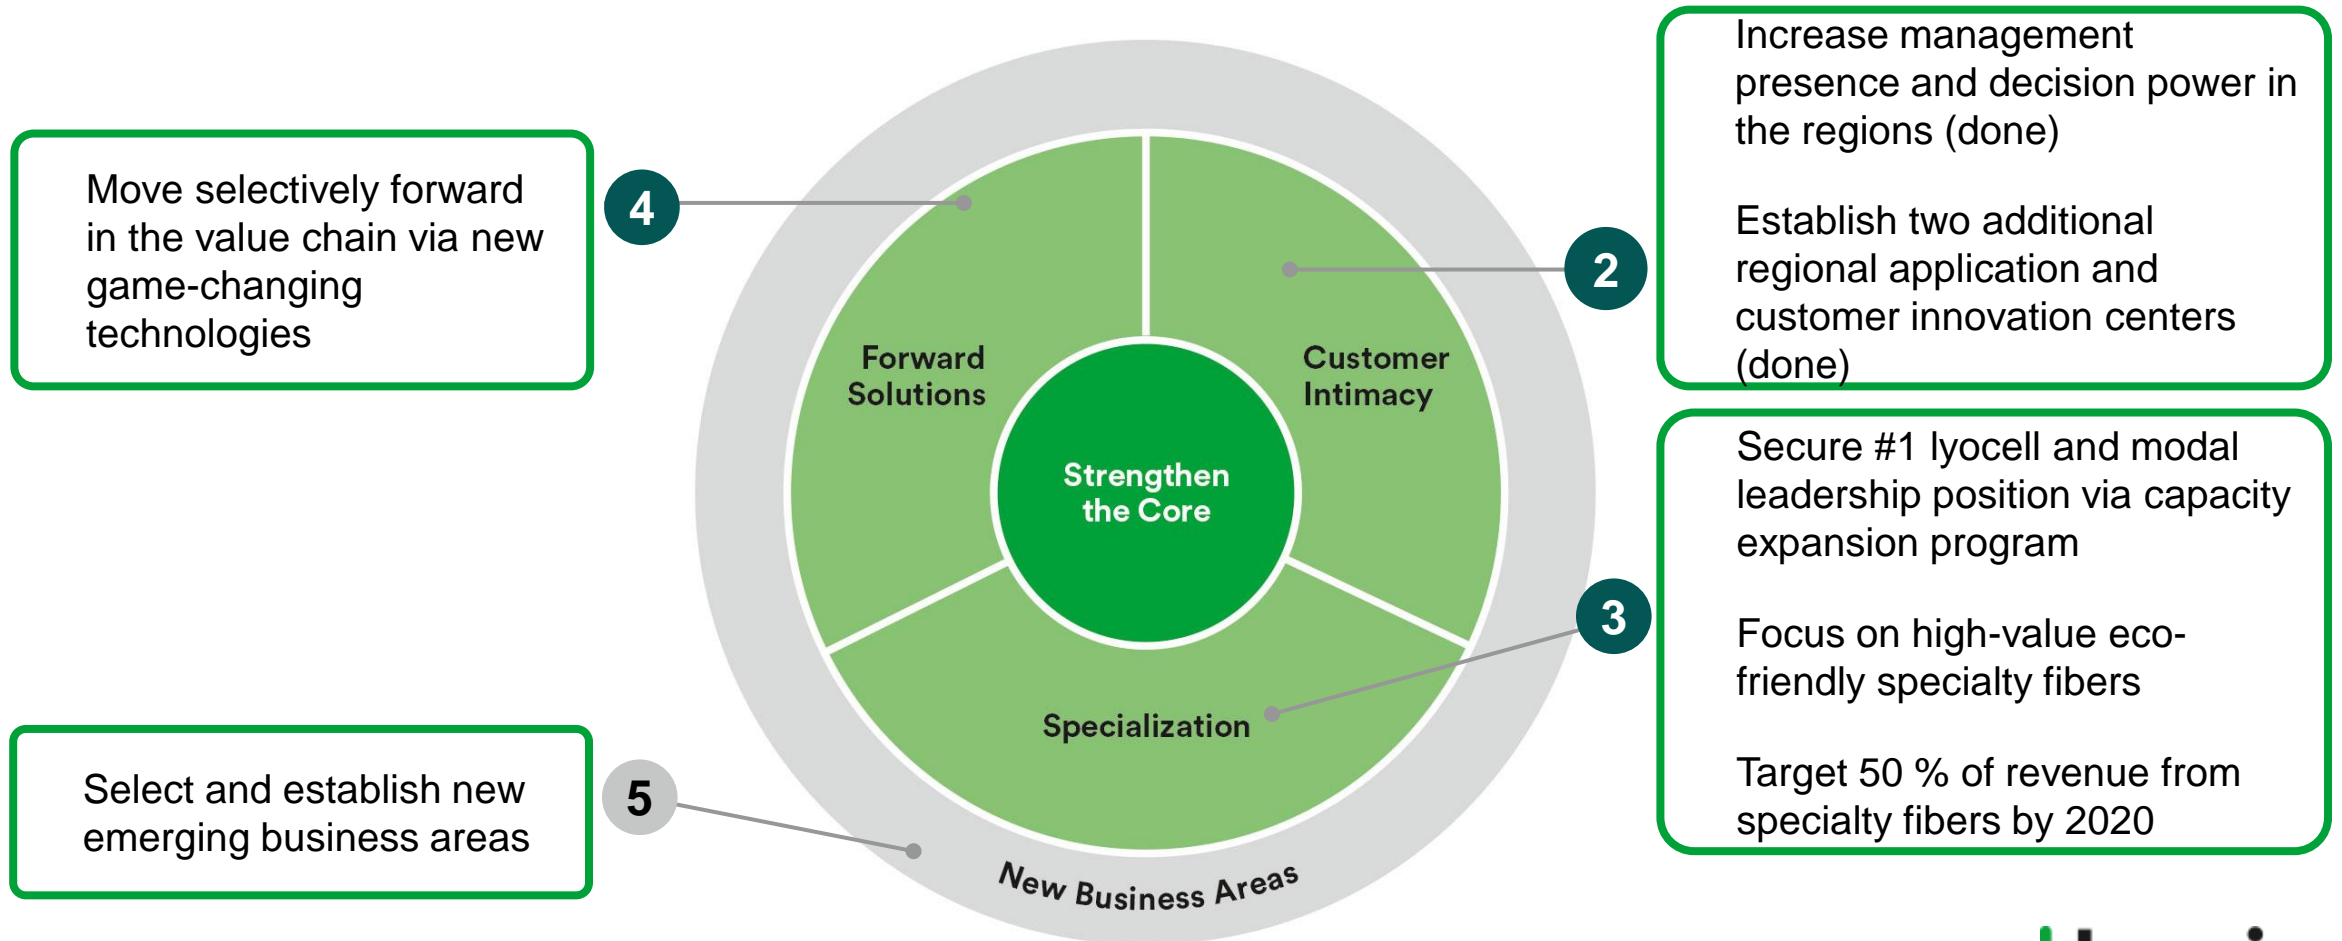 Increase management
presence and decision power in
the regions (done)
Establish two additional
regional application and
customer innovation centers
(done)
2
Move selectively forward
in the value chain via new
game-changing
technologies
4
Forward
Solutions
Customer
Intimacy
Strengthen
the Core
Specialization
New Business Areas
3
Secure #1 lyocell and modal
leadership position via capacity
expansion program
Focus on high-value eco-
friendly specialty fibers
Target 50 % of revenue from
specialty fibers by 2020
5
Select and establish new
emerging business areas